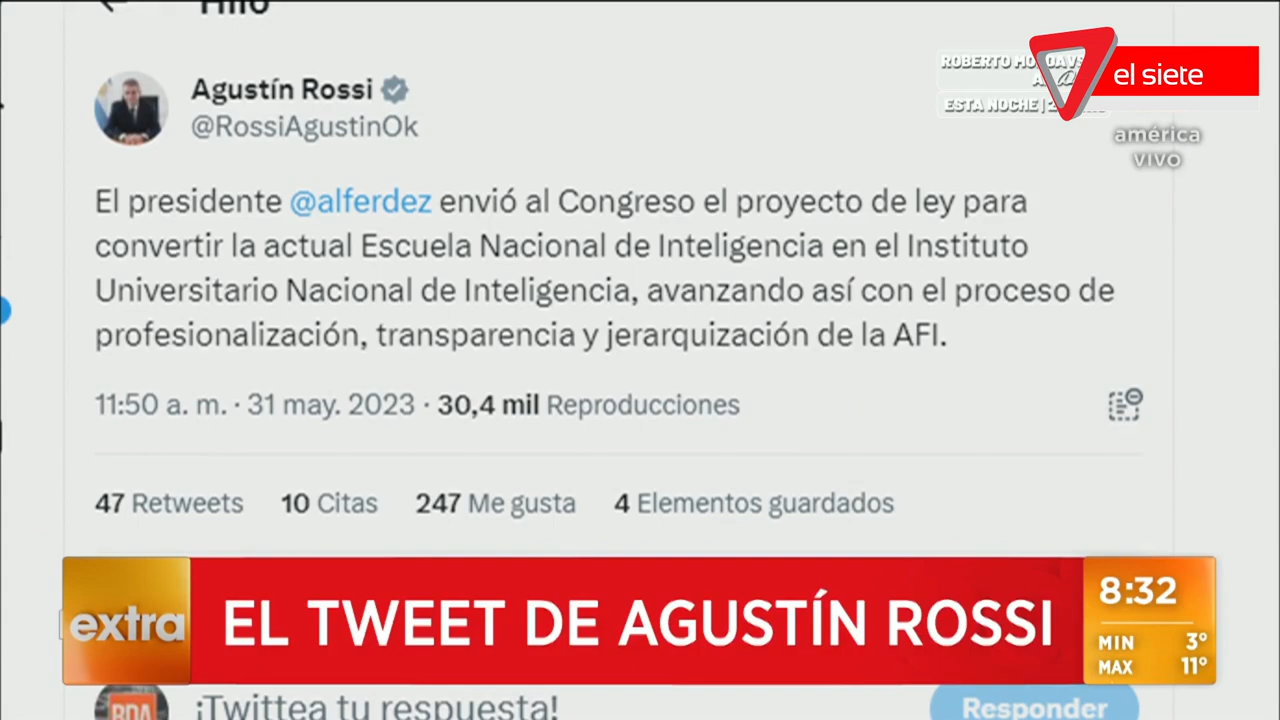 Hilo
Agustín Rossi
@RossiAgustinOk
ROBERTO
el siete
ESTA NOCHE |
américa
VIVO
El presidente @alferdez envió al Congreso el proyecto de ley para
convertir la actual Escuela Nacional de Inteligencia en el Instituto
Universitario Nacional de Inteligencia, avanzando así con el proceso de
profesionalización, transparencia y jerarquización de la AFI.
11:50 a. m. · 31 may. 2023 · 30,4 mil Reproducciones
47 Retweets 10 Citas 247 Me gusta 4 Elementos guardados
extra
EL TWEET DE AGUSTÍN ROSSI
8:32
MIN 3°
MAX 11°
¡Twittea tu respuesta!
Responder